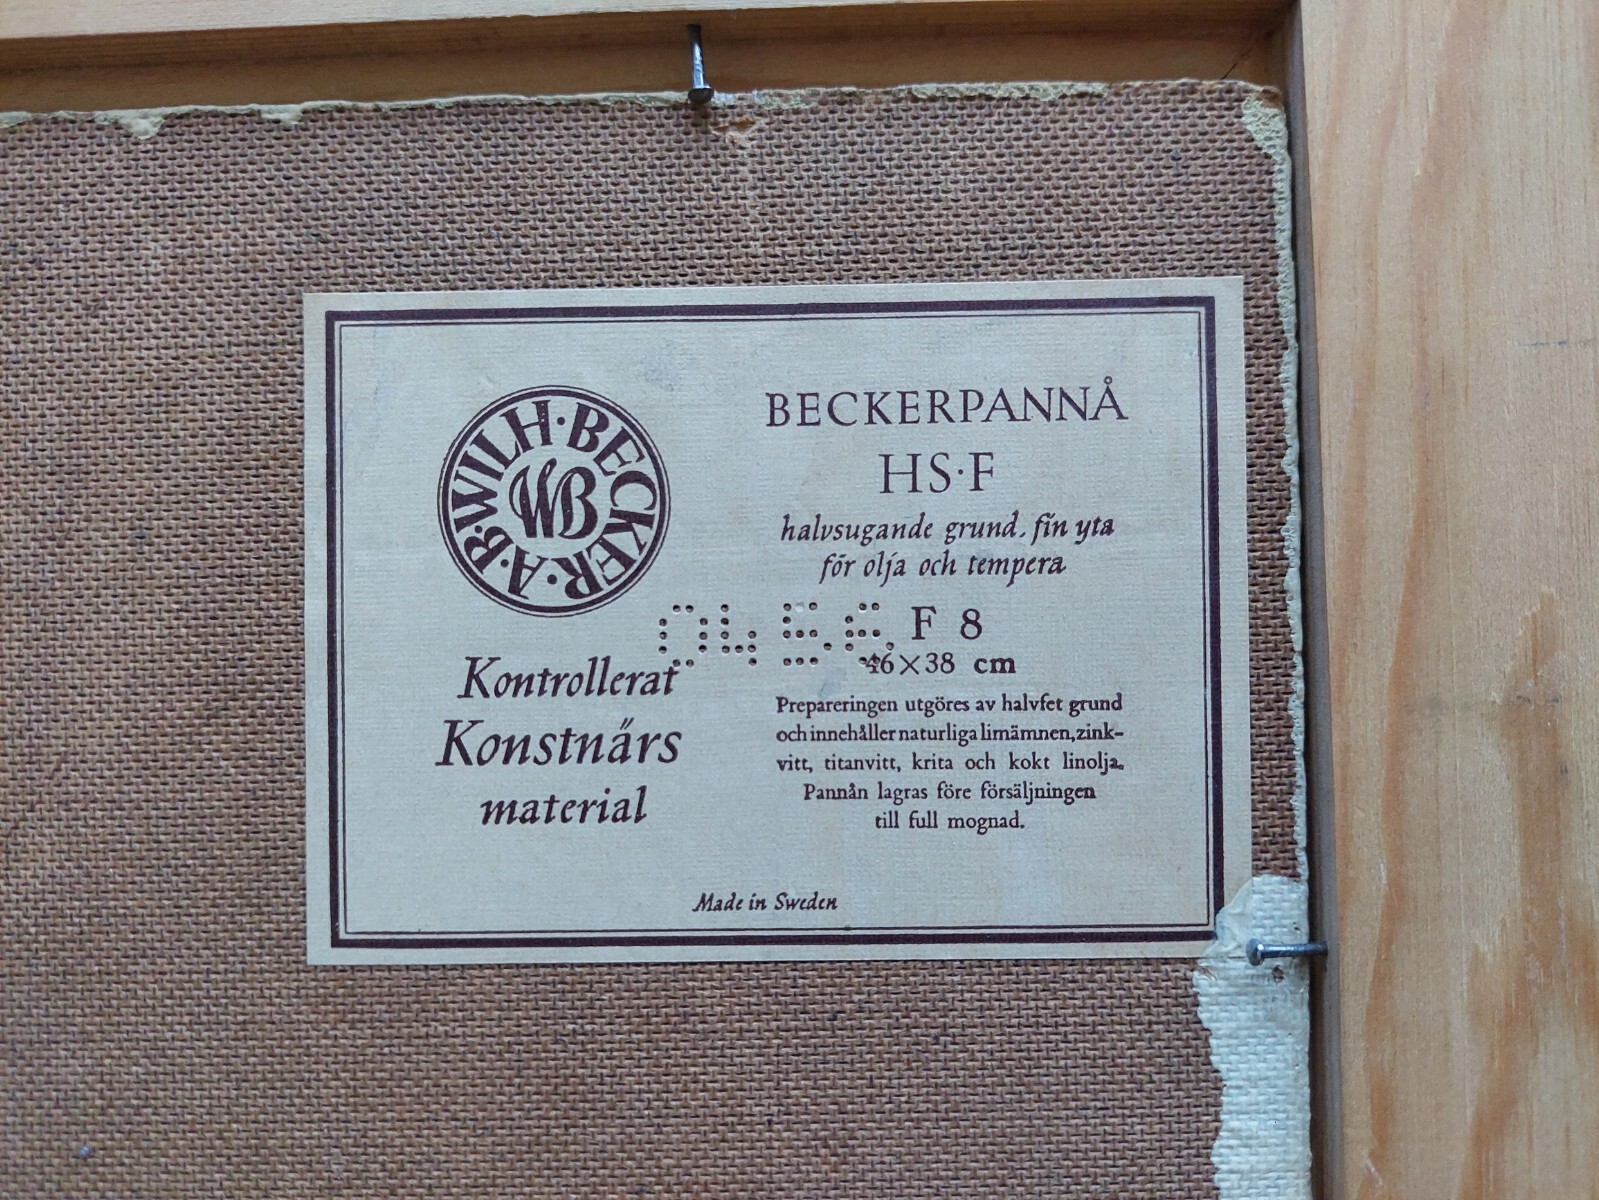 A·B·WILH·BECKER·
WB
Kontrollerat
Konstnärs
material
BECKERPANNÅ
HS·F
halvsugande grund, fin yta
för olja och tempera
F 8
46×38 cm
Prepareringen utgöres av halvfet grund
och innehåller naturliga limämnen, zink-
vitt, titanvitt, krita och kokt linolja.
Pannån lagras före försäljningen
till full mognad.
Made in Sweden